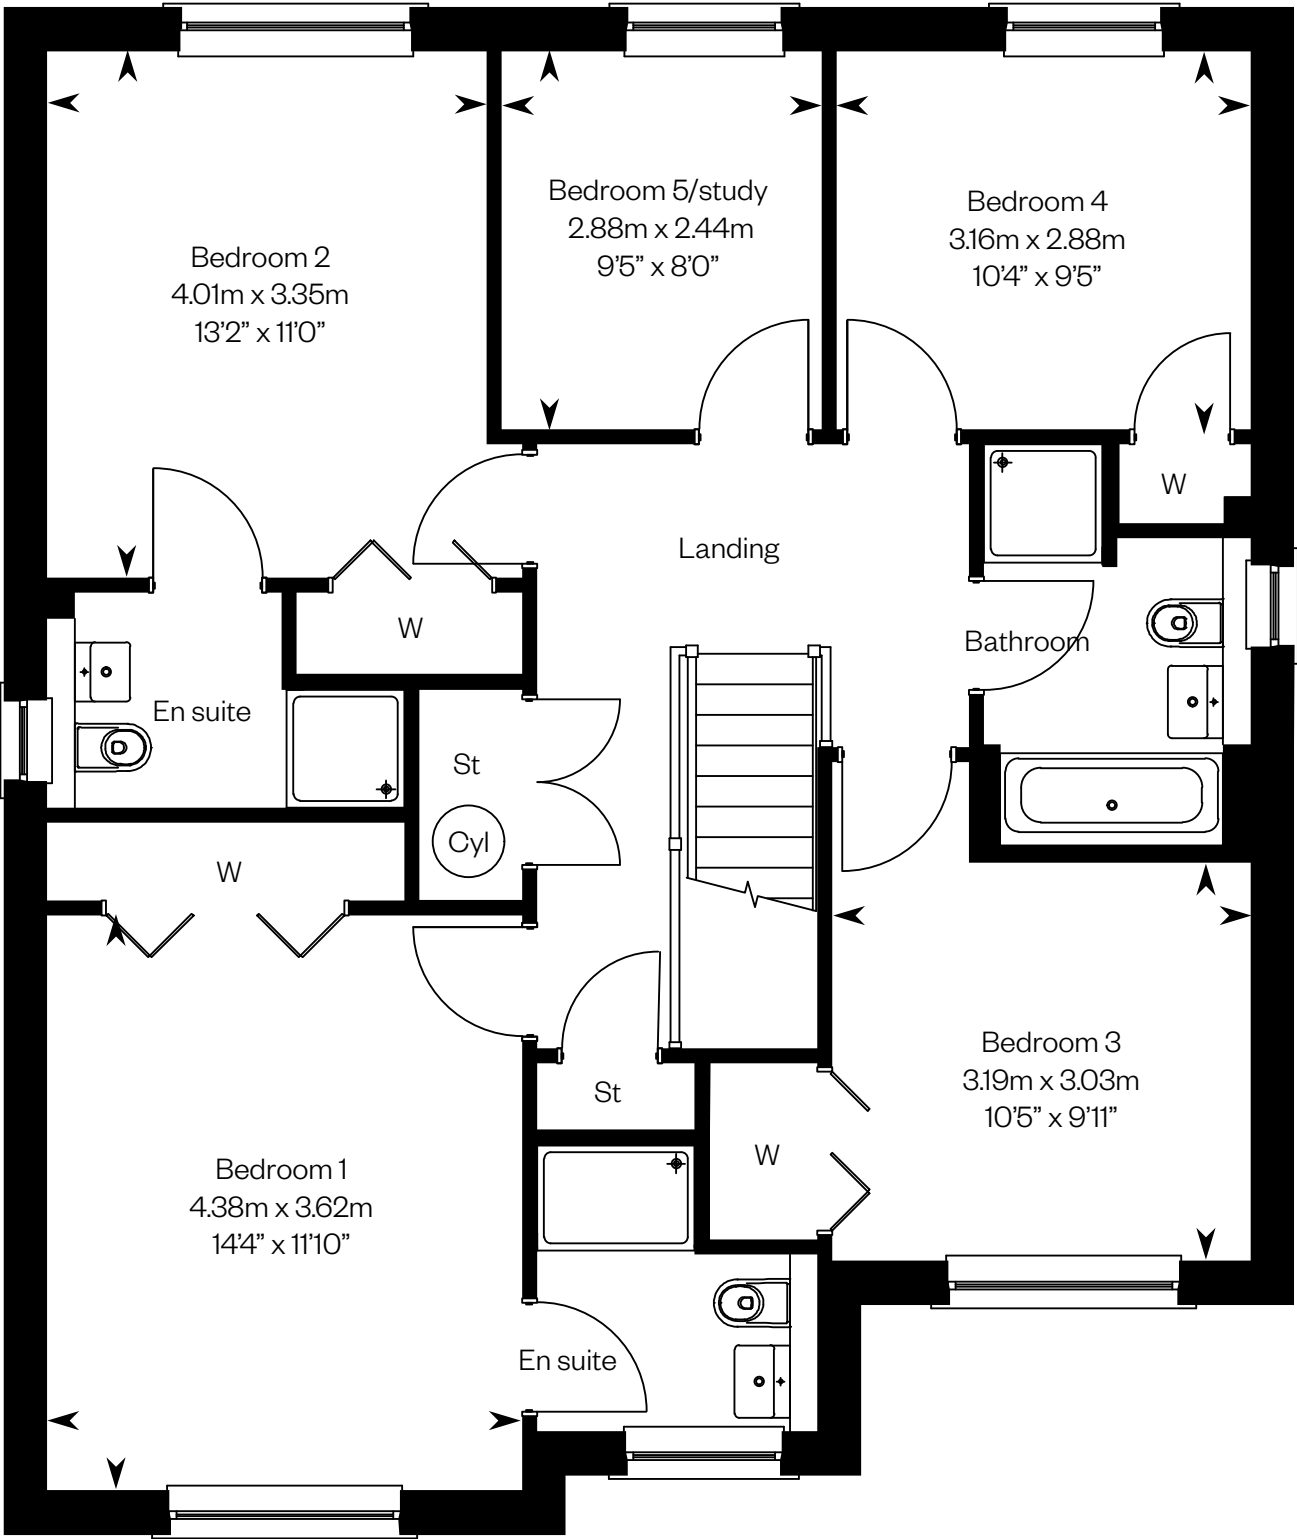 Bedroom 5/study
2.88m x 2.44m
9’5” x 8’0”
Bedroom 4
3.16m x 2.88m
10’4” x 9’5”
Bedroom 2
4.01m x 3.35m
13’2” x 11’0”
W
Landing
W
Bathroom
En suite
St
Cyl
W
Bedroom 3
3.19m x 3.03m
10’5” x 9’11”
St
W
Bedroom 1
4.38m x 3.62m
14’4” x 11’10”
En suite